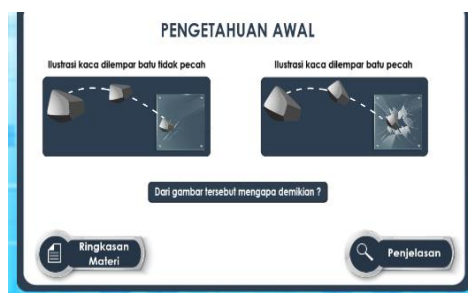 PENGETAHUAN AWAL
Ilustrasi kaca dilempar batu tidak pecah
Ilustrasi kaca dilempar batu pecah
Dari gambar tersebut mengapa demikian ?
Ringkasan
Materi
Penjelasan